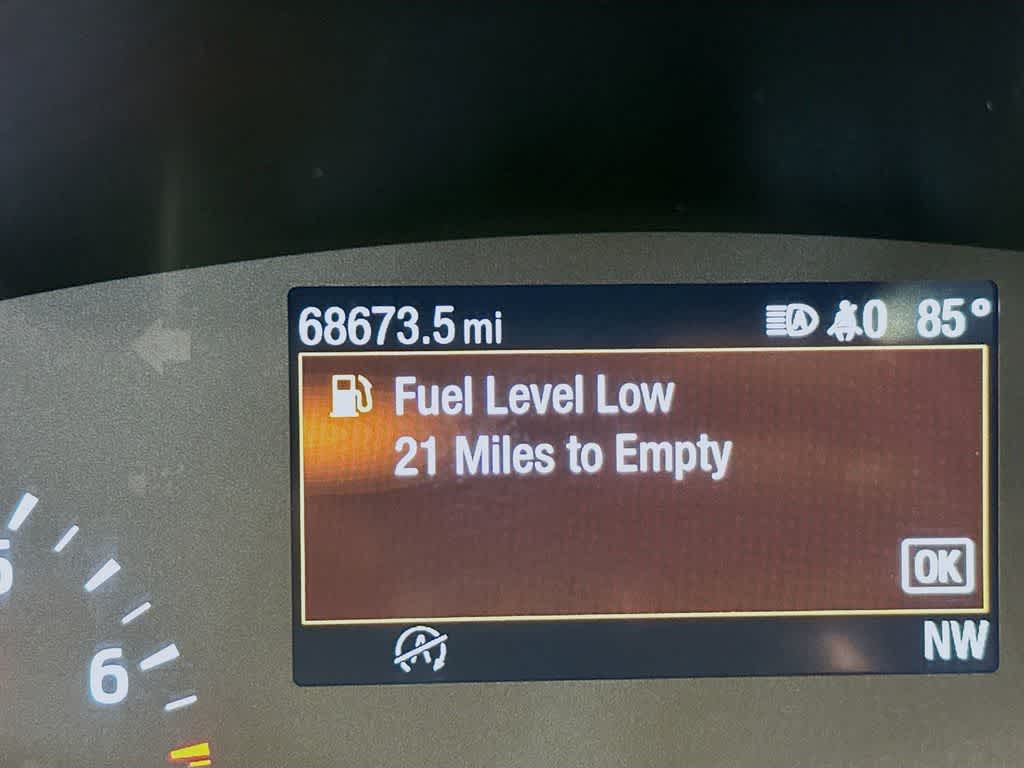 68673.5 mi 0 85°
Fuel Level Low
21 Miles to Empty
OK
NW
5
6